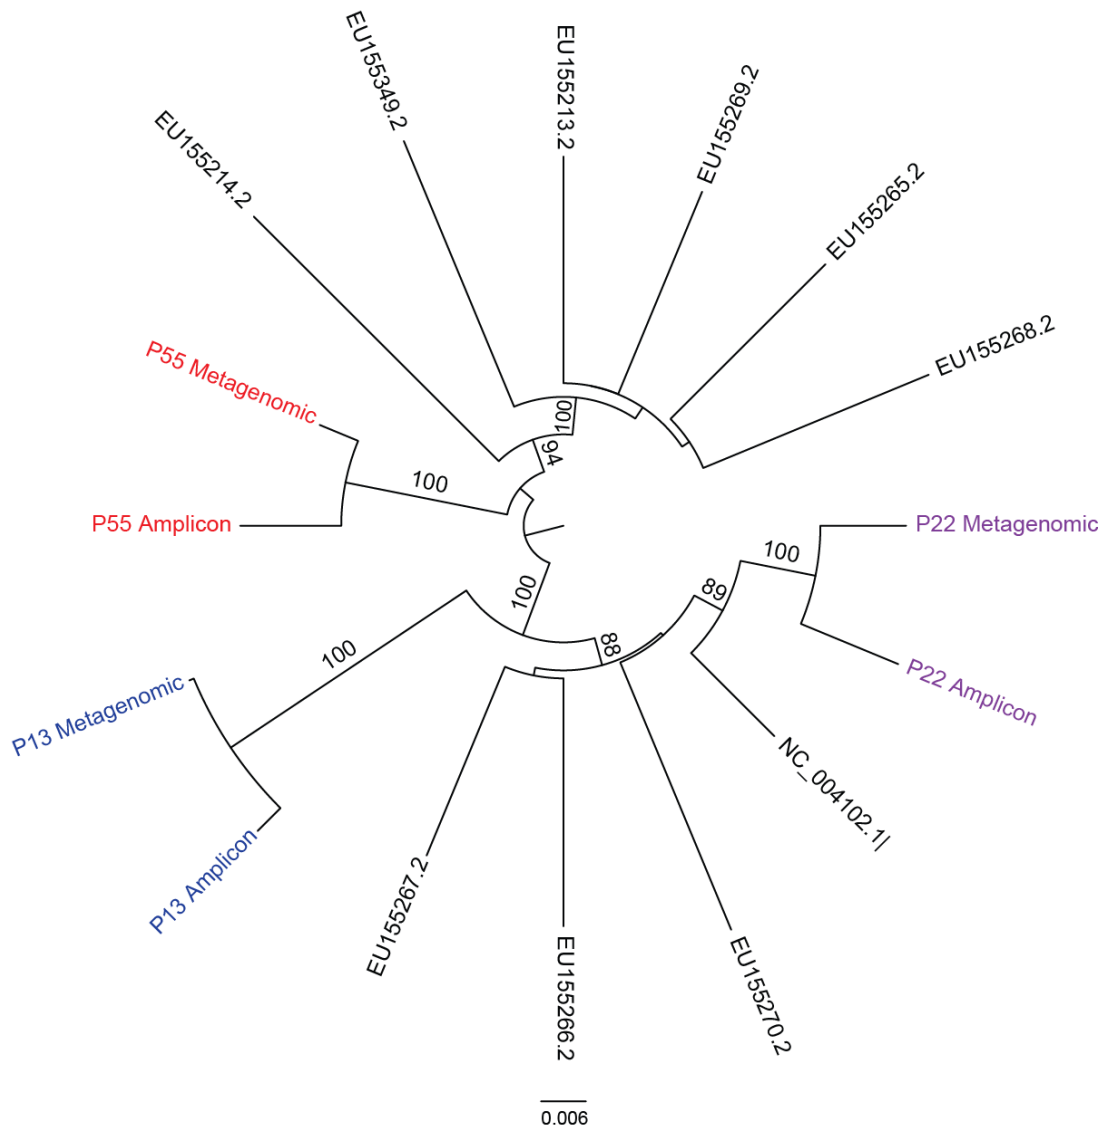 EU155349.2
EU155213.2
EU155269.2
EU155214.2
EU155265.2
EU155268.2
P55 Metagenomic
100
94
100
P55 Amplicon
P22 Metagenomic
100
89
100
P22 Amplicon
88
100
P13 Metagenomic
NC_004102.1|
P13 Amplicon
EU155267.2
EU155266.2
EU155270.2
0.006